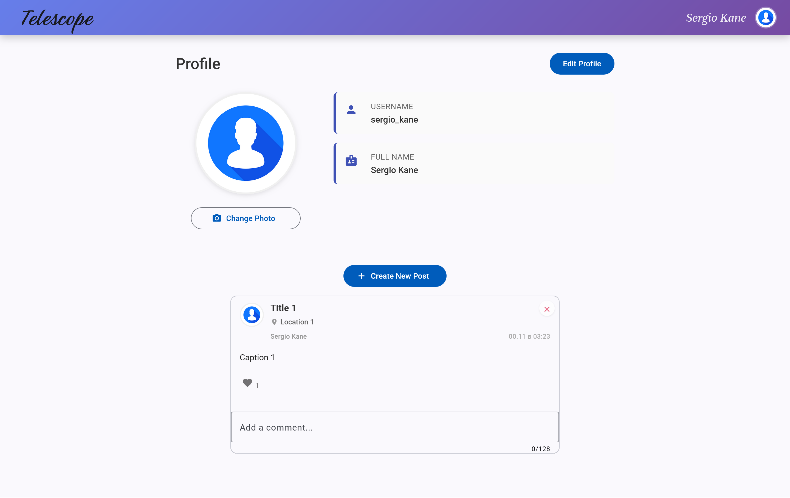 Telescope
Sergio Kane
Profile
Edit Profile
USERNAME
sergio_kane
FULL NAME
Sergio Kane
Change Photo
Create New Post
Title 1
Location 1
Sergio Kane
00.11 в 53:23
Caption 1
1
Add a comment...
0/128